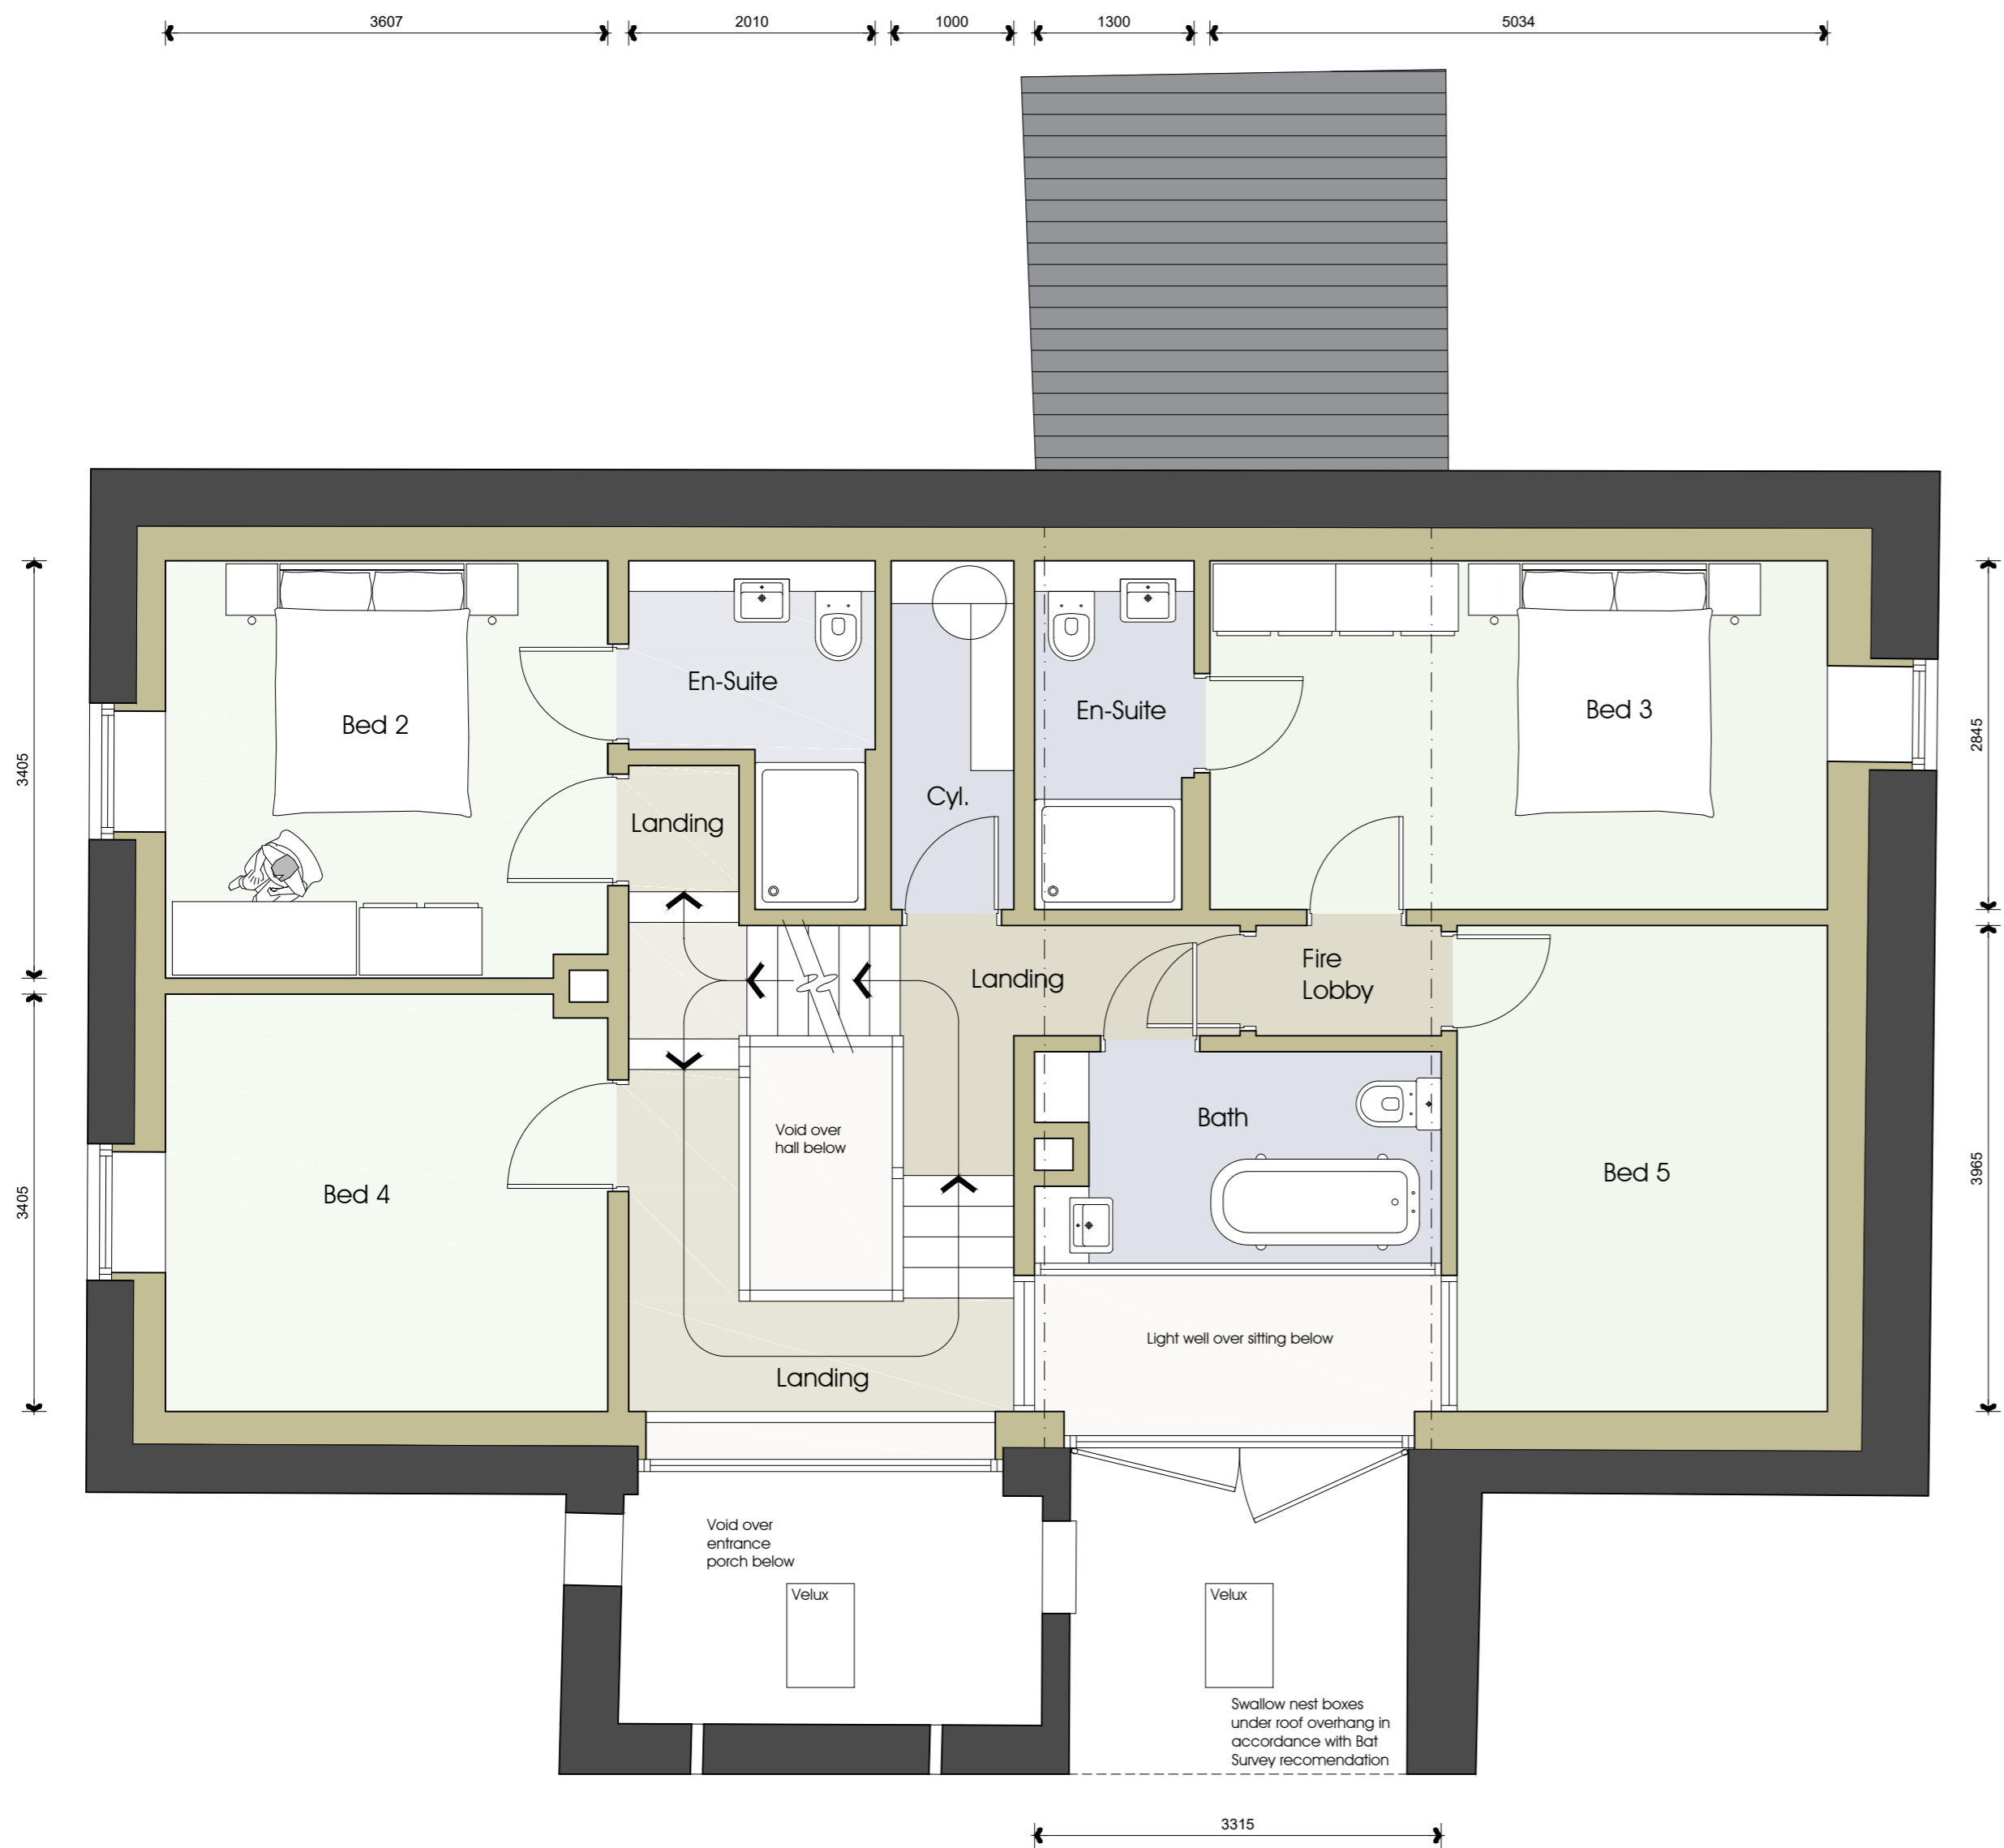 3607
2010
1000
1300
5034
3405
2845
En-Suite
En-Suite
Bed 2
Bed 3
Cyl.
Landing
Fire
Lobby
Landing
3405
3965
Void over
hall below
Bath
Bed 4
Bed 5
Light well over sitting below
Landing
Void over
entrance
porch below
Velux
Velux
Swallow nest boxes
under roof overhang in
accordance with Bat
Survey recomendation
3315